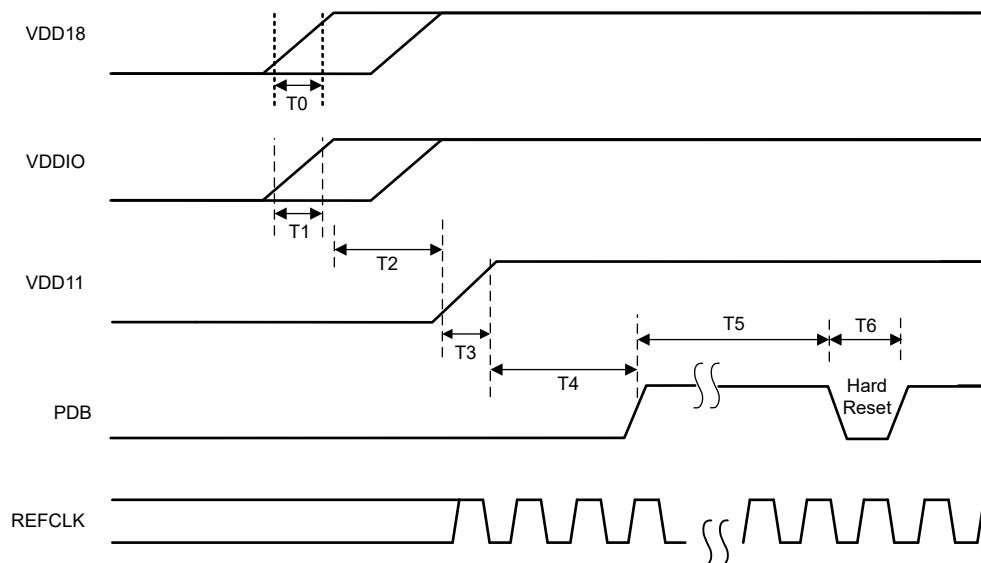 VDD18
T0
VDDIO
T1
T2
VDD11
T3
T4
T5
T6
PDB
Hard
Reset
REFCLK